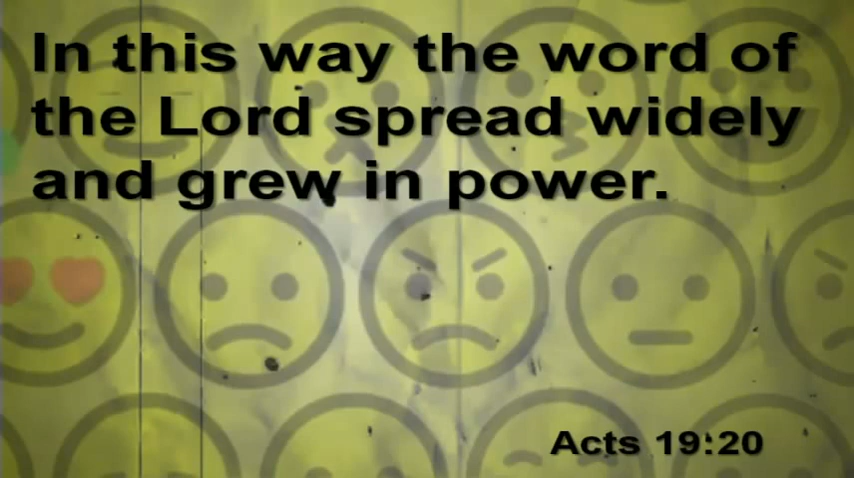 In this way the word of
the Lord spread widely
and grew in power.
Acts 19:20